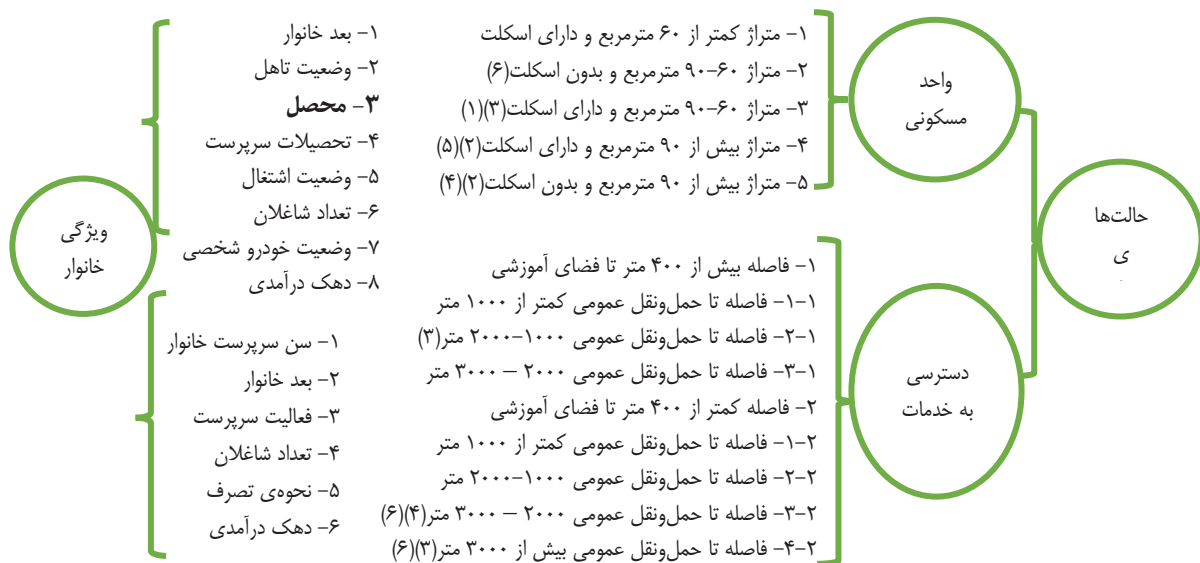 حالت‌ها
ی
واحد
مسکونی
۱- متراژ کمتر از ۶۰ مترمربع و دارای اسکلت
۲- متراژ ۶۰-۹۰ مترمربع و بدون اسکلت(۶)
۳- متراژ ۶۰-۹۰ مترمربع و دارای اسکلت(۳)(۱)
۴- متراژ بیش از ۹۰ مترمربع و دارای اسکلت(۲)(۵)
۵- متراژ بیش از ۹۰ مترمربع و بدون اسکلت(۲)(۴)
دسترسی
به خدمات
۱- فاصله بیش از ۴۰۰ متر تا فضای آموزشی
۱-۱- فاصله تا حمل‌ونقل عمومی کمتر از ۱۰۰۰ متر
۱-۲- فاصله تا حمل‌ونقل عمومی ۱۰۰۰-۲۰۰۰ متر(۳)
۱-۳- فاصله تا حمل‌ونقل عمومی ۲۰۰۰ – ۳۰۰۰ متر
۲- فاصله کمتر از ۴۰۰ متر تا فضای آموزشی
۲-۱- فاصله تا حمل‌ونقل عمومی کمتر از ۱۰۰۰ متر
۲-۲- فاصله تا حمل‌ونقل عمومی ۱۰۰۰-۲۰۰۰ متر
۲-۳- فاصله تا حمل‌ونقل عمومی ۲۰۰۰ – ۳۰۰۰ متر(۴)(۶)
۲-۴- فاصله تا حمل‌ونقل عمومی بیش از ۳۰۰۰ متر(۳)(۶)
۱- بعد خانوار
۲- وضعیت تاهل
۳- محصل
۴- تحصیلات سرپرست
۵- وضعیت اشتغال
۶- تعداد شاغلان
۷- وضعیت خودرو شخصی
۸- دهک درآمدی
۱- سن سرپرست خانوار
۲- بعد خانوار
۳- فعالیت سرپرست
۴- تعداد شاغلان
۵- نحوه‌ی تصرف
۶- دهک درآمدی
ویژگی
خانوار